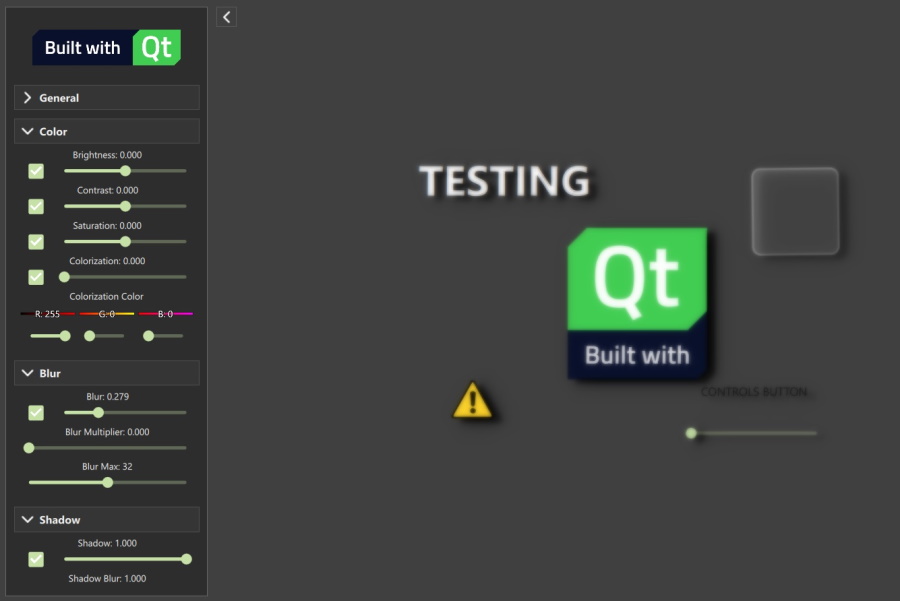 Built with Qt
General
Color
Brightness: 0.000
Contrast: 0.000
Saturation: 0.000
Colorization: 0.000
Colorization Color
R: 255 G: 0 B: 0
Blur
Blur: 0.279
Blur Multiplier: 0.000
Blur Max: 32
Shadow
Shadow: 1.000
Shadow Blur: 1.000
TESTING
Qt
Built with
CONTROLS BUTTON...